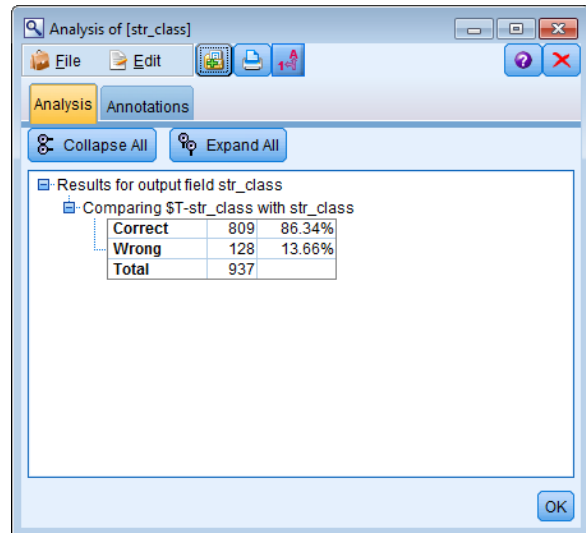 Analysis of [str_class]
File Edit
Analysis Annotations
Collapse All Expand All
Results for output field str_class
Comparing $T-str_class with str_class
Correct 809 86.34%
Wrong 128 13.66%
Total 937
OK